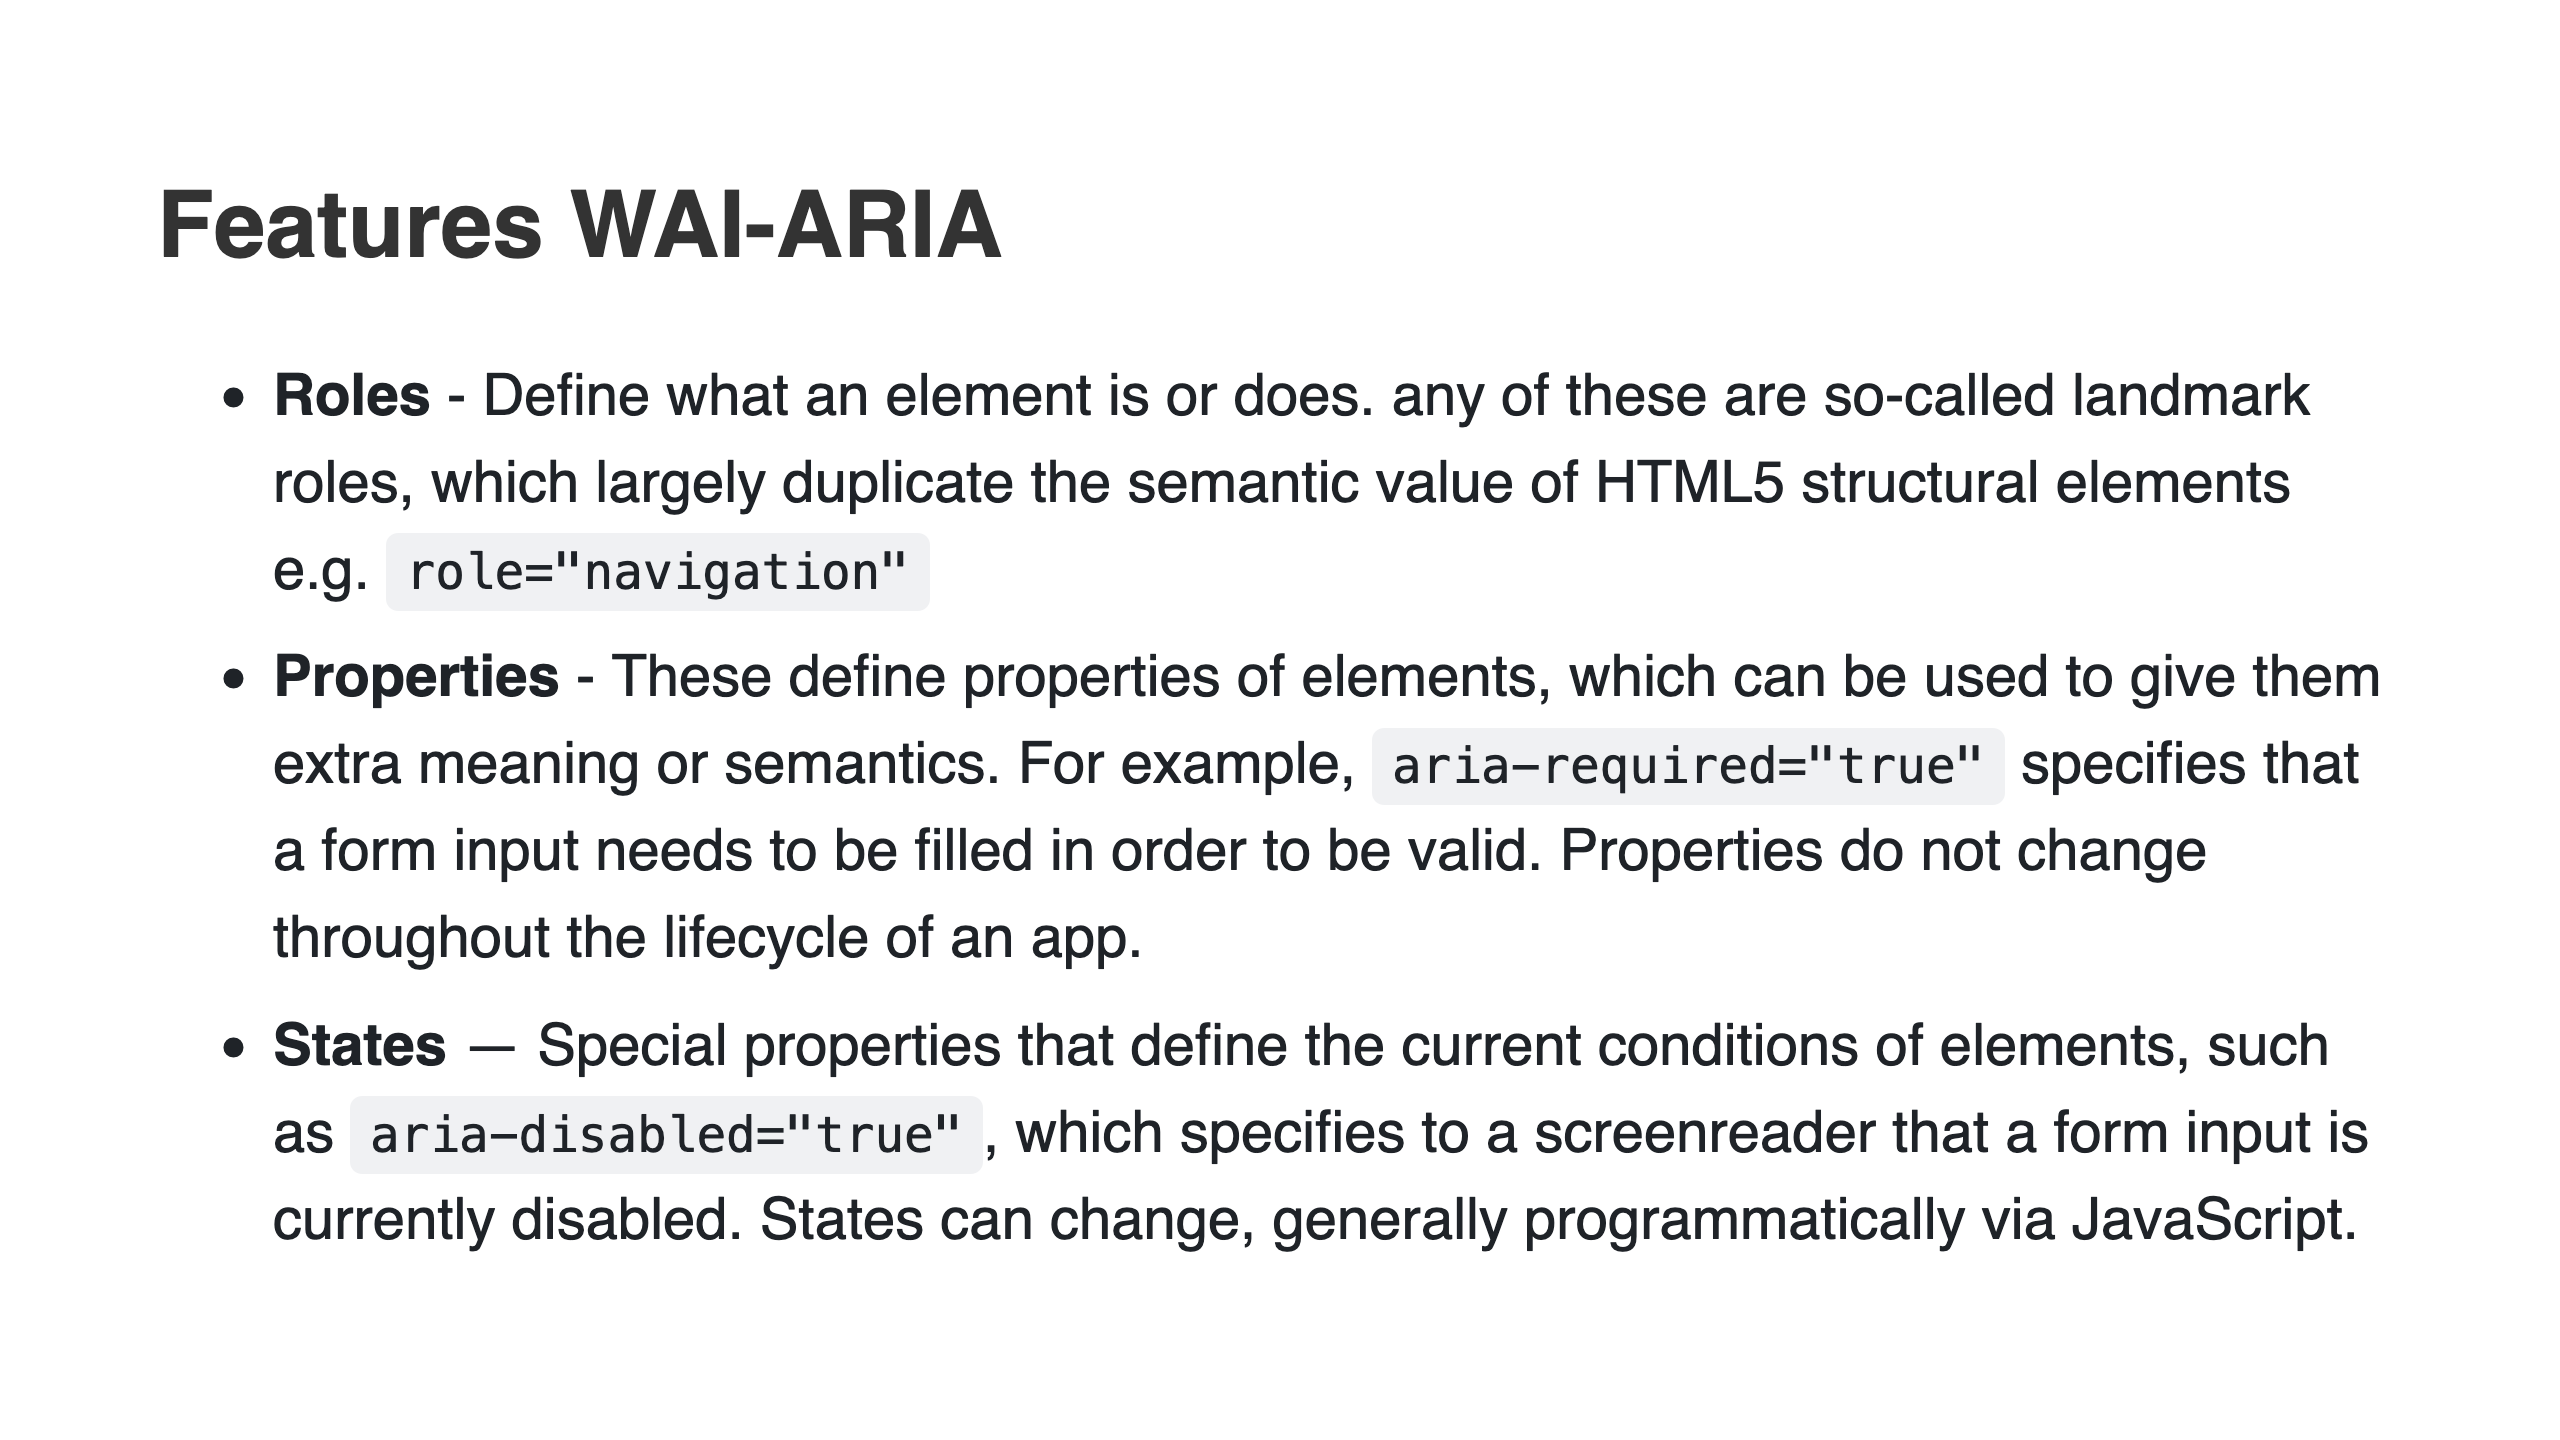 Features WAI-ARIA
• Roles - Define what an element is or does. any of these are so-called landmark
roles, which largely duplicate the semantic value of HTML5 structural elements
e.g. role="navigation"
• Properties - These define properties of elements, which can be used to give them
extra meaning or semantics. For example, aria-required="true" specifies that
a form input needs to be filled in order to be valid. Properties do not change
throughout the lifecycle of an app.
• States — Special properties that define the current conditions of elements, such
as aria-disabled="true", which specifies to a screenreader that a form input is
currently disabled. States can change, generally programmatically via JavaScript.